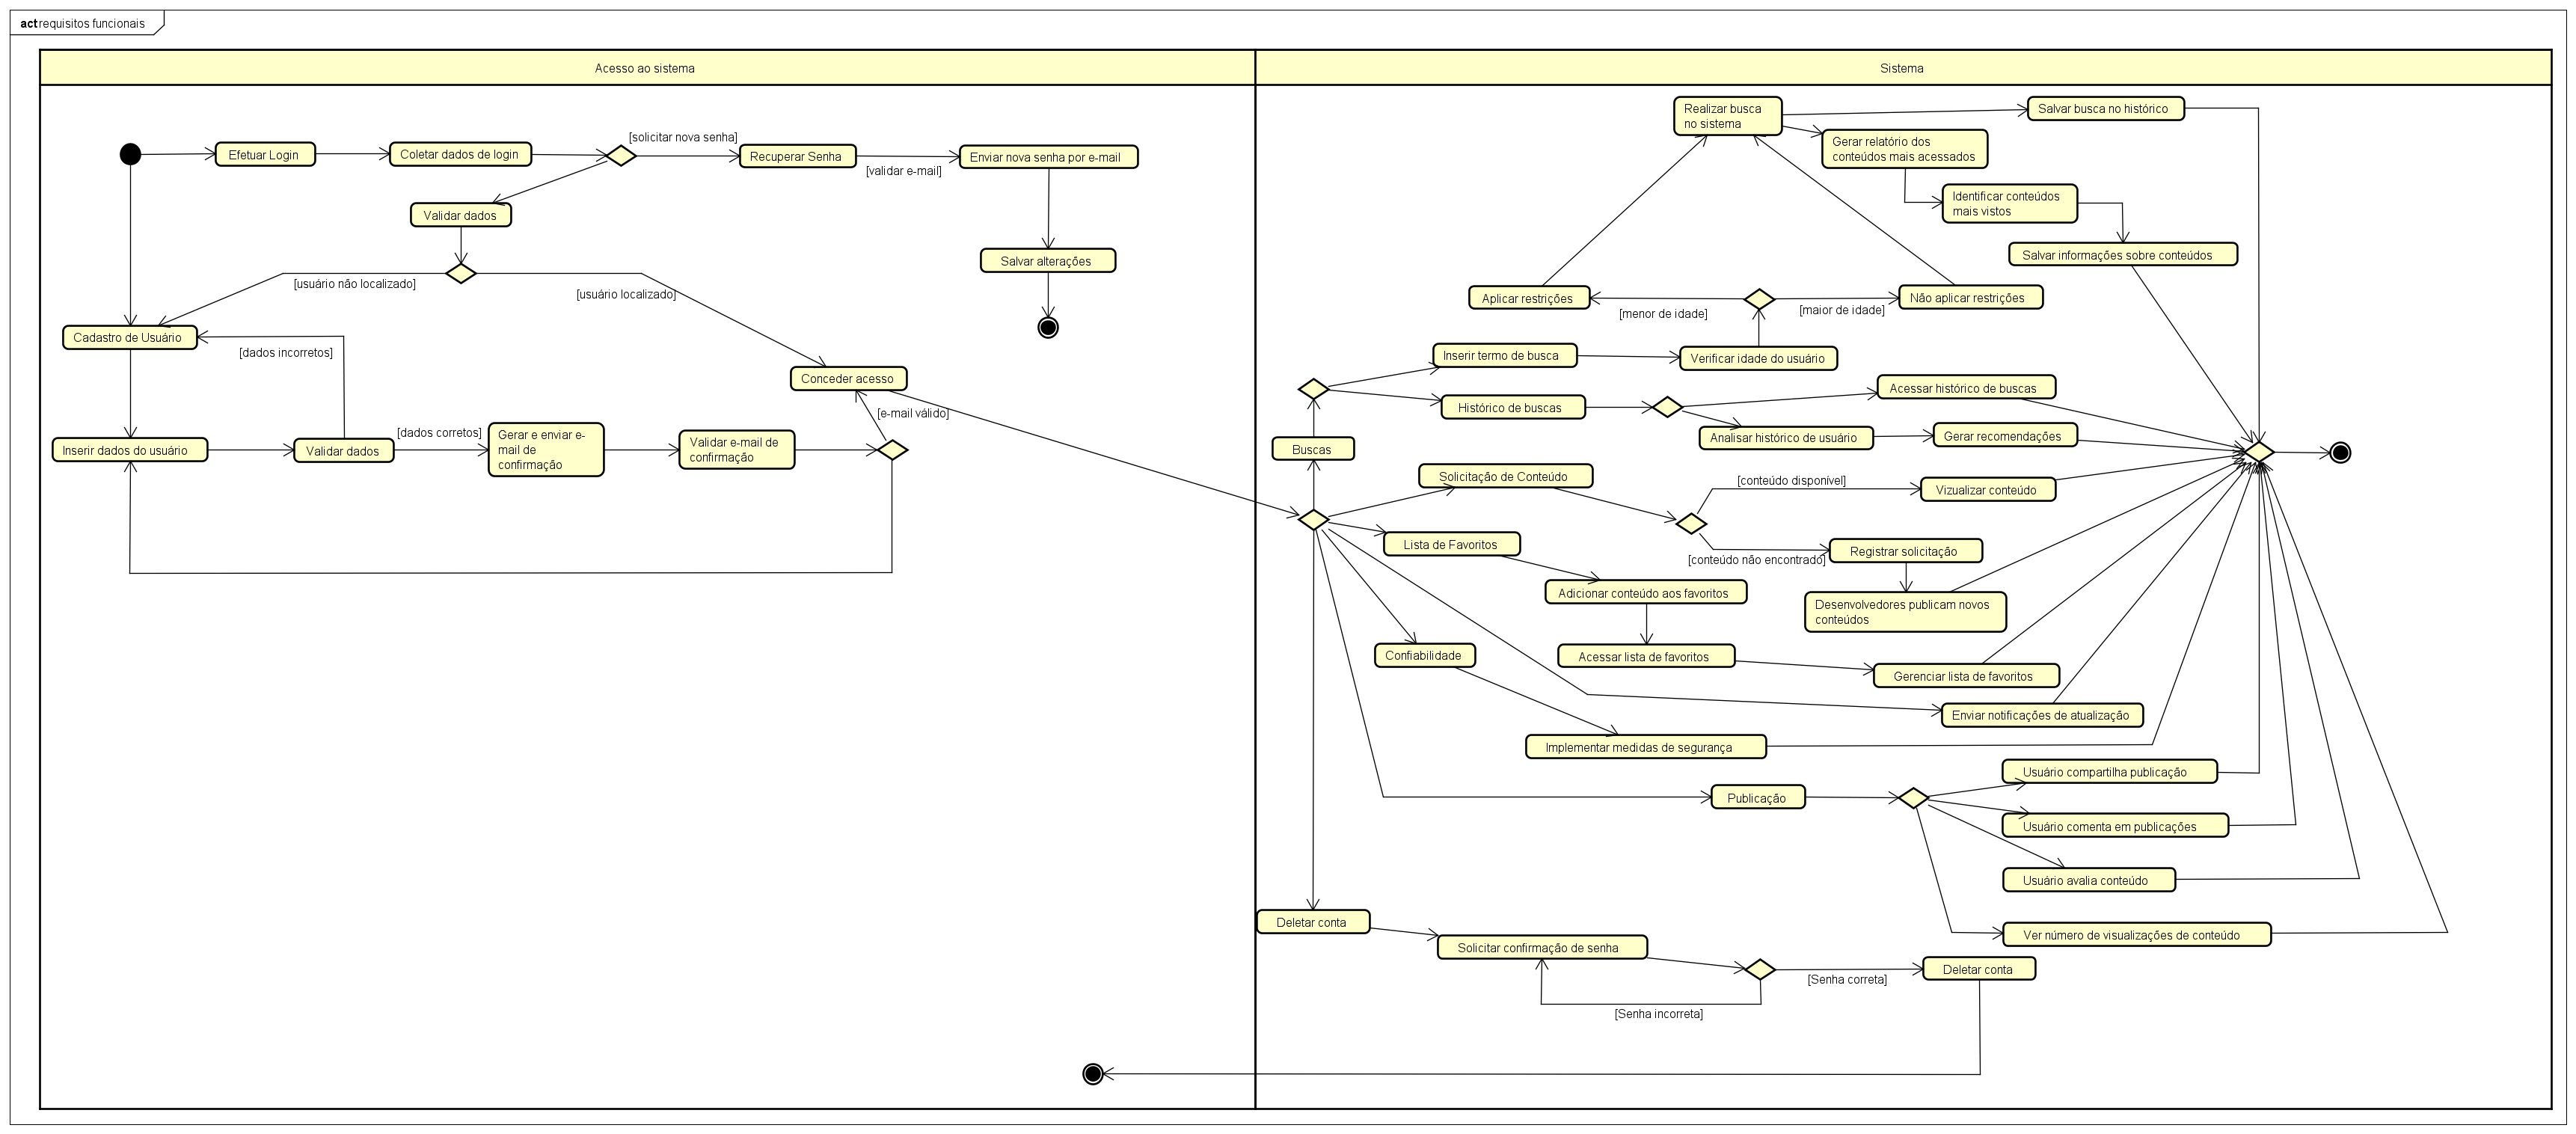 act requisitos funcionais
Acesso ao sistema
Efetuar Login
Coletar dados de login
[solicitar nova senha]
Recuperar Senha
[validar e-mail]
Enviar nova senha por e-mail
Validar dados
Salvar alterações
[usuário não localizado]
[usuário localizado]
Cadastro de Usuário
[dados incorretos]
Conceder acesso
[e-mail válido]
Inserir dados do usuário
Validar dados
[dados corretos]
Gerar e enviar e-
mail de
confirmação
Validar e-mail de
confirmação
Sistema
Realizar busca
no sistema
Salvar busca no histórico
Gerar relatório dos
conteúdos mais acessados
Identificar conteúdos
mais vistos
Salvar informações sobre conteúdos
Aplicar restrições
[menor de idade]
[maior de idade]
Não aplicar restrições
Inserir termo de busca
Verificar idade do usuário
Histórico de buscas
Acessar histórico de buscas
Analisar histórico de usuário
Gerar recomendações
Buscas
Solicitação de Conteúdo
[conteúdo disponível]
Vizualizar conteúdo
Lista de Favoritos
[conteúdo não encontrado]
Registrar solicitação
Adicionar conteúdo aos favoritos
Desenvolvedores publicam novos
conteúdos
Confiabilidade
Acessar lista de favoritos
Gerenciar lista de favoritos
Enviar notificações de atualização
Implementar medidas de segurança
Publicação
Usuário compartilha publicação
Usuário comenta em publicações
Usuário avalia conteúdo
Ver número de visualizações de conteúdo
Deletar conta
Solicitar confirmação de senha
[Senha correta]
Deletar conta
[Senha incorreta]